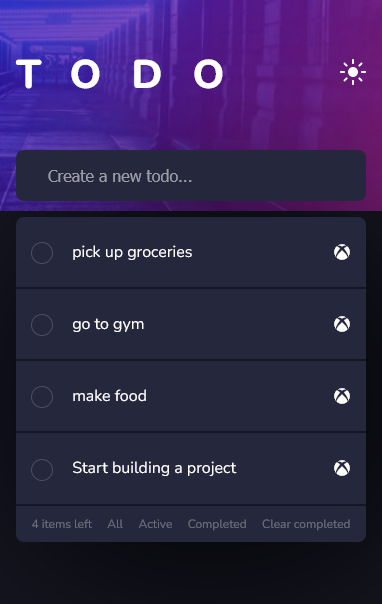 TODO
Create a new todo...
pick up groceries
go to gym
make food
Start building a project
4 items left All Active Completed Clear completed